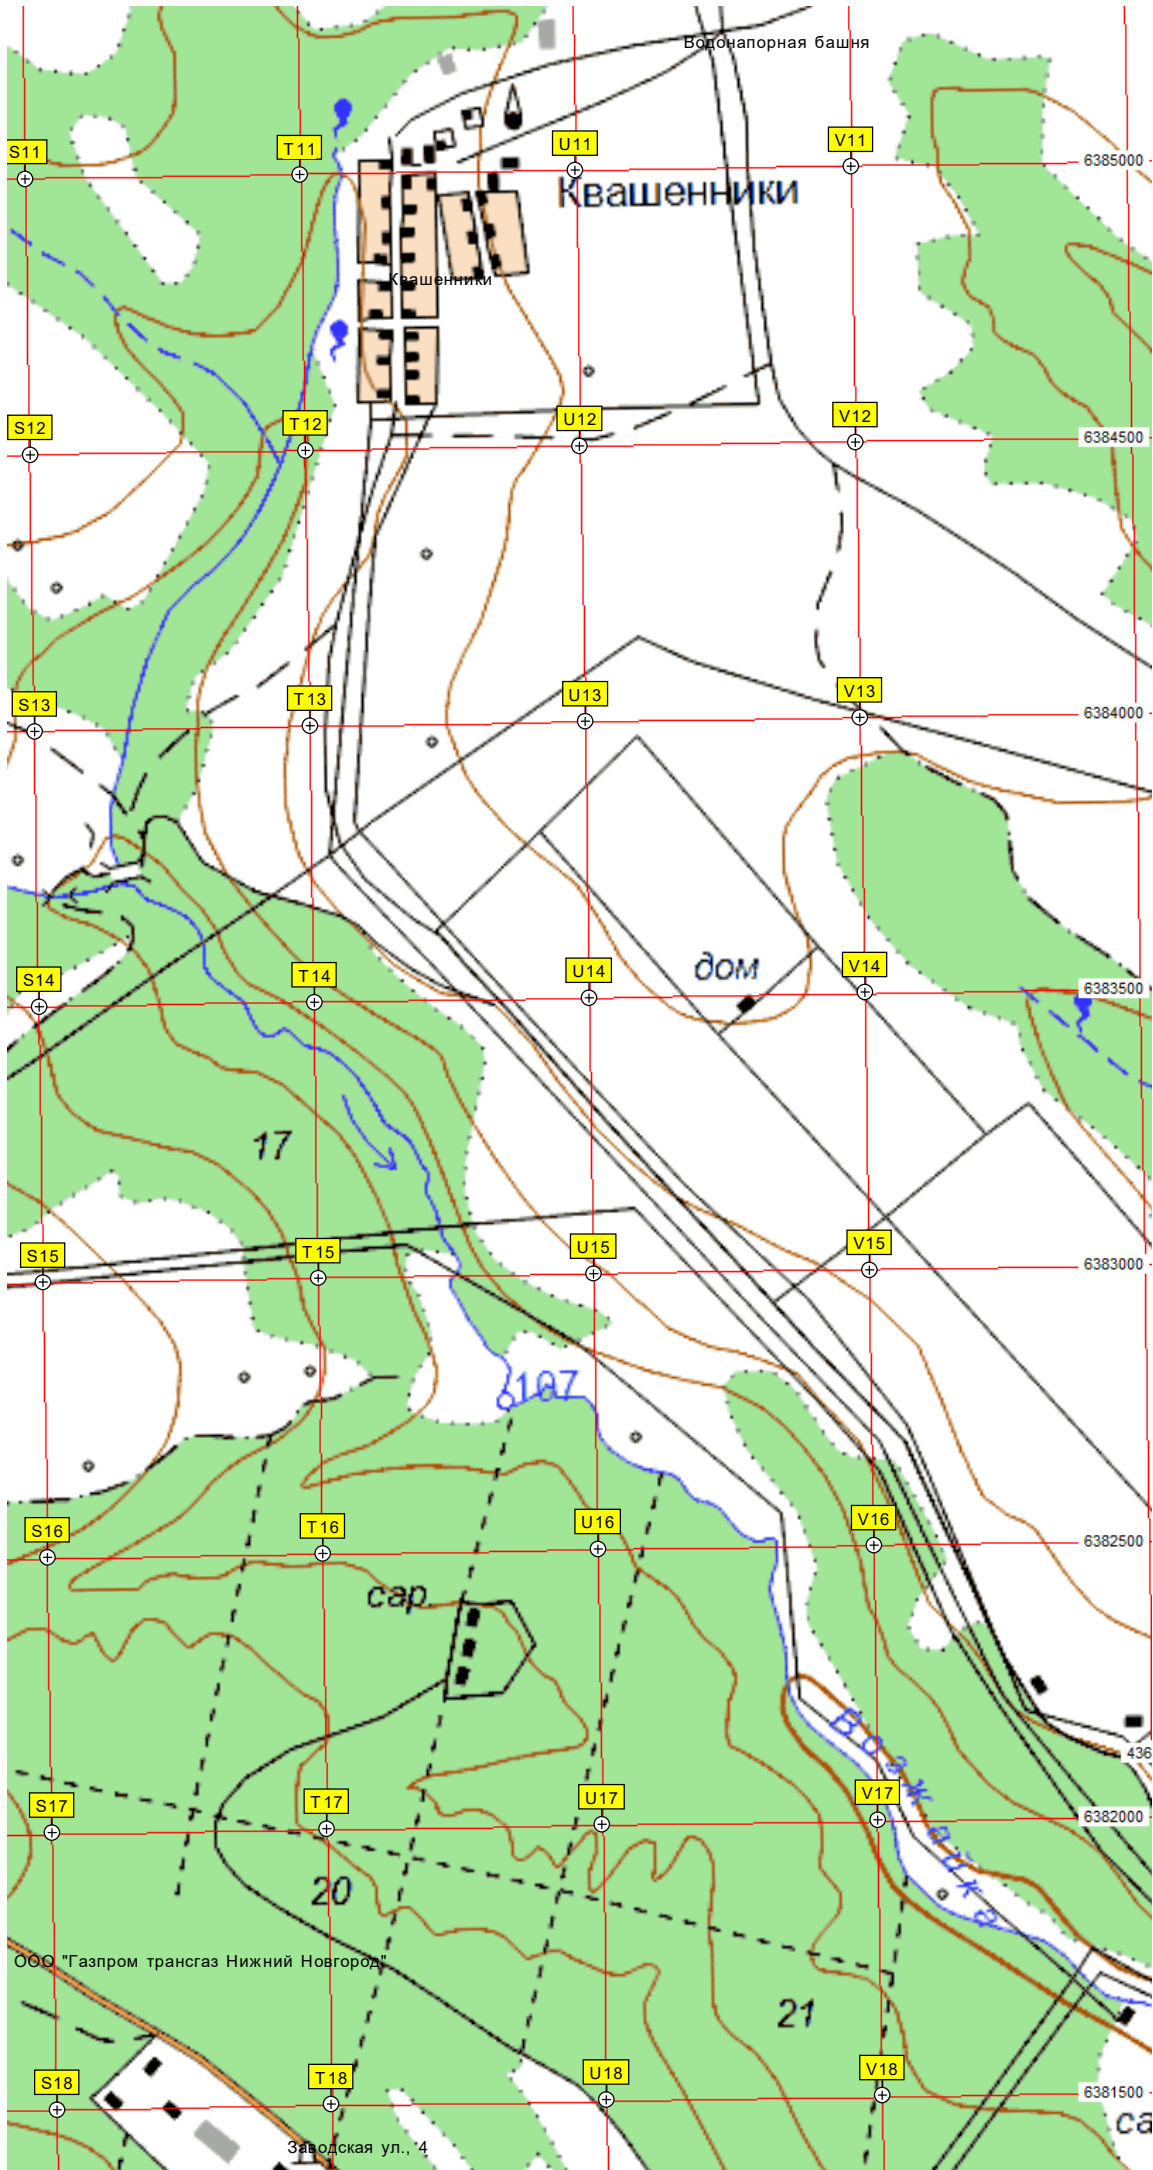 Водонапорная башня
S11
T11
U11
V11
6385000
Квашенники
Квашенники
S12
T12
U12
V12
6384500
S13
T13
U13
V13
6384000
дом
S14
T14
U14
V14
6383500
17
S15
T15
U15
V15
6383000
107
S16
T16
U16
V16
6382500
сар
Возжайка
436
S17
T17
U17
V17
6382000
20
ООО "Газпром трансгаз Нижний Новгород"
21
S18
T18
U18
V18
6381500
са
Заводская ул., 4